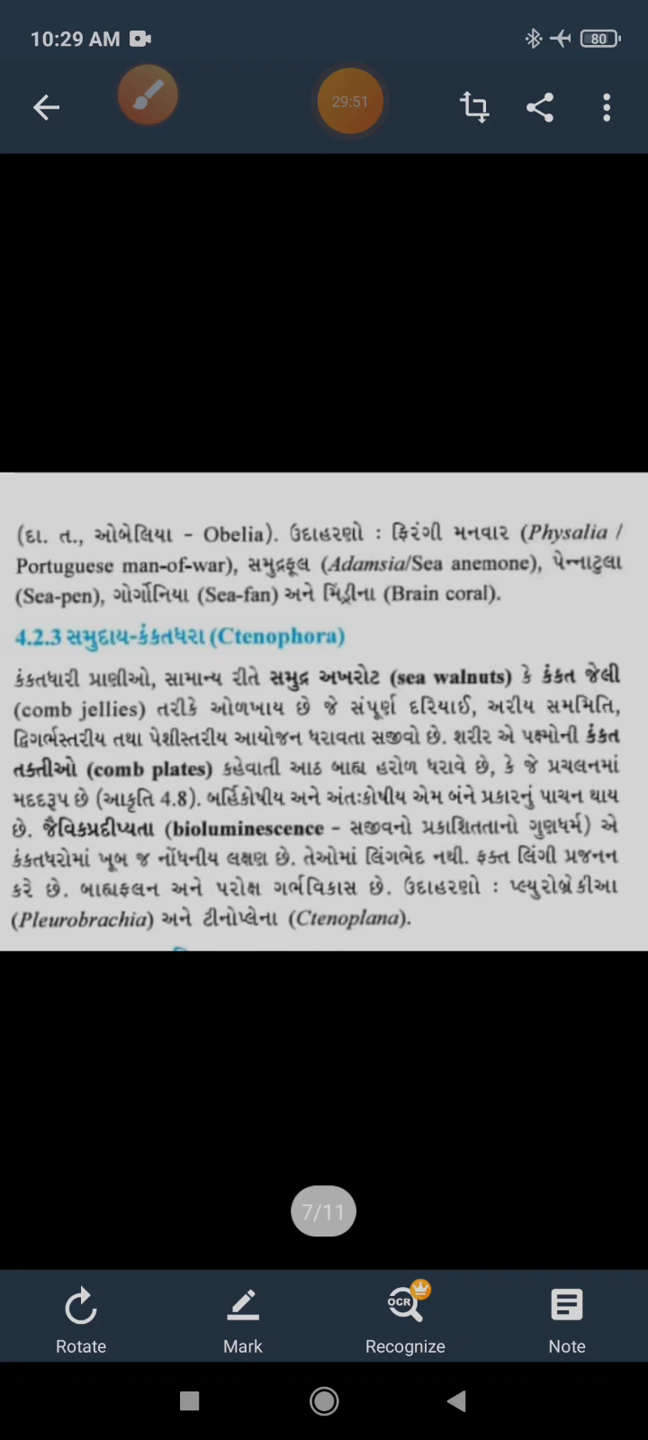 10:29 AM
80
29:51
(દા. ત., ઓબેલિયા - Obelia). ઉદાહરણો : ફિરંગી મનવાર (Physalia /
Portuguese man-of-war), સમુદ્રફૂલ (Adamsia/Sea anemone), પેન્નાટુલા
(Sea-pen), ગોર્ગોનિયા (Sea-fan) અને મિંડ્રીના (Brain coral).
4.2.3 સમુદાય-કંકતધરા (Ctenophora)
કંકતધારી પ્રાણીઓ, સામાન્ય રીતે સમુદ્ર અખરોટ (sea walnuts) કે કંકત જેલી
(comb jellies) તરીકે ઓળખાય છે જે સંપૂર્ણ દરિયાઈ, અરીય સમમિતિ,
દ્વિગર્ભસ્તરીય તથા પેશીસ્તરીય આયોજન ધરાવતા સજીવો છે. શરીર એ પક્ષ્મોની કંકત
તક્તીઓ (comb plates) કહેવાતી આઠ બાહ્ય હરોળ ધરાવે છે, કે જે પ્રચલનમાં
મદદરૂપ છે (આકૃતિ 4.8). બર્હિકોષીય અને અંતઃકોષીય એમ બંને પ્રકારનું પાચન થાય
છે. જૈવિકપ્રદીપ્યતા (bioluminescence - સજીવનો પ્રકાશિતતાનો ગુણધર્મ) એ
કંકતધરોમાં ખૂબ જ નોંધનીય લક્ષણ છે. તેઓમાં લિંગભેદ નથી. ફક્ત લિંગી પ્રજનન
કરે છે. બાહ્યફલન અને પરોક્ષ ગર્ભવિકાસ છે. ઉદાહરણો : પ્લ્યુરોબ્રેકીઆ
(Pleurobrachia) અને ટીનોપ્લેના (Ctenoplana).
7/11
OCR
Rotate Mark Recognize Note